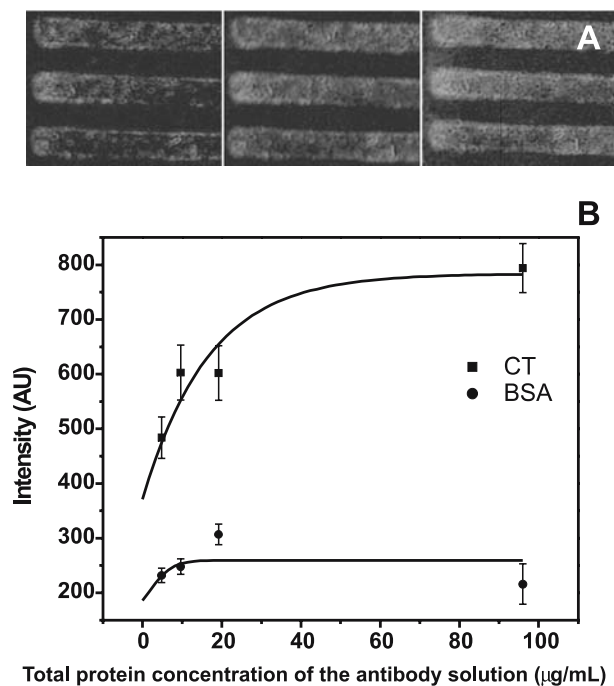 A
B
800
700
600
500
400
300
200
0
20
40
60
80
100
Intensity (AU)
CT
BSA
Total protein concentration of the antibody solution (μg/mL)